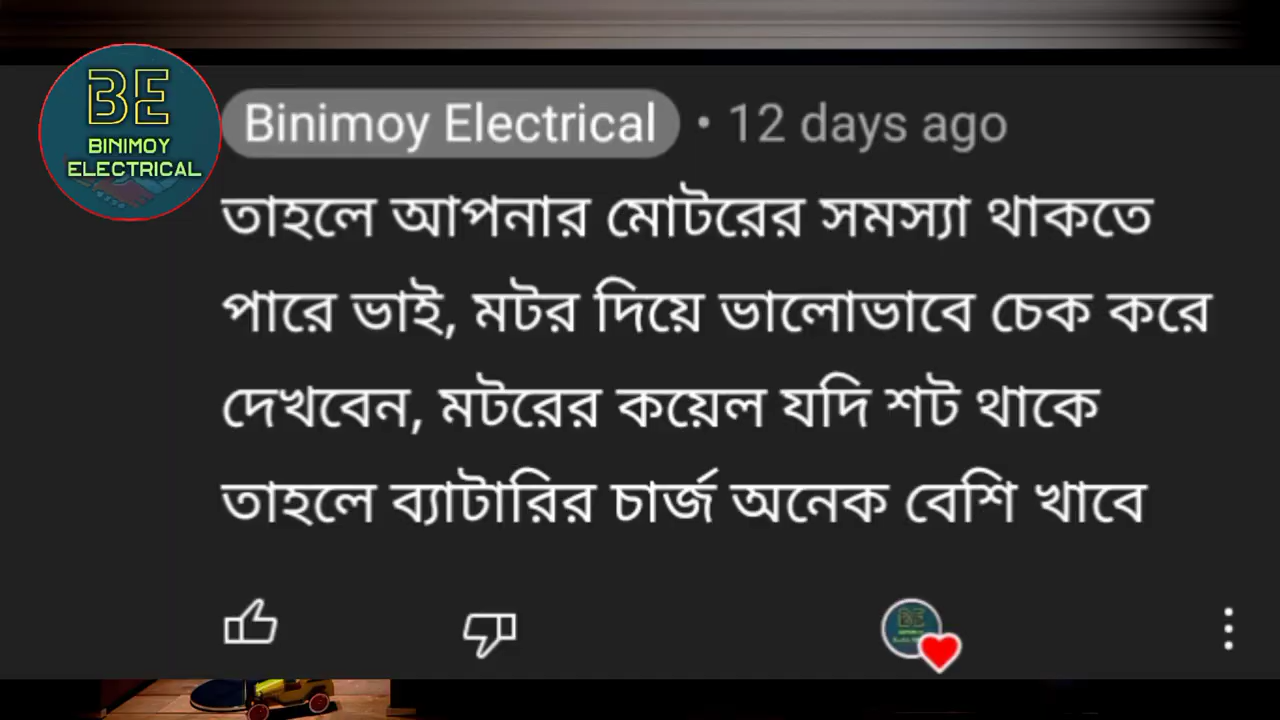 BE
BINIMOY
ELECTRICAL
Binimoy Electrical • 12 days ago
তাহলে আপনার মোটরের সমস্যা থাকতে
পারে ভাই, মটর দিয়ে ভালোভাবে চেক করে
দেখবেন, মটরের কয়েল যদি শট থাকে
তাহলে ব্যাটারির চার্জ অনেক বেশি খাবে
BE